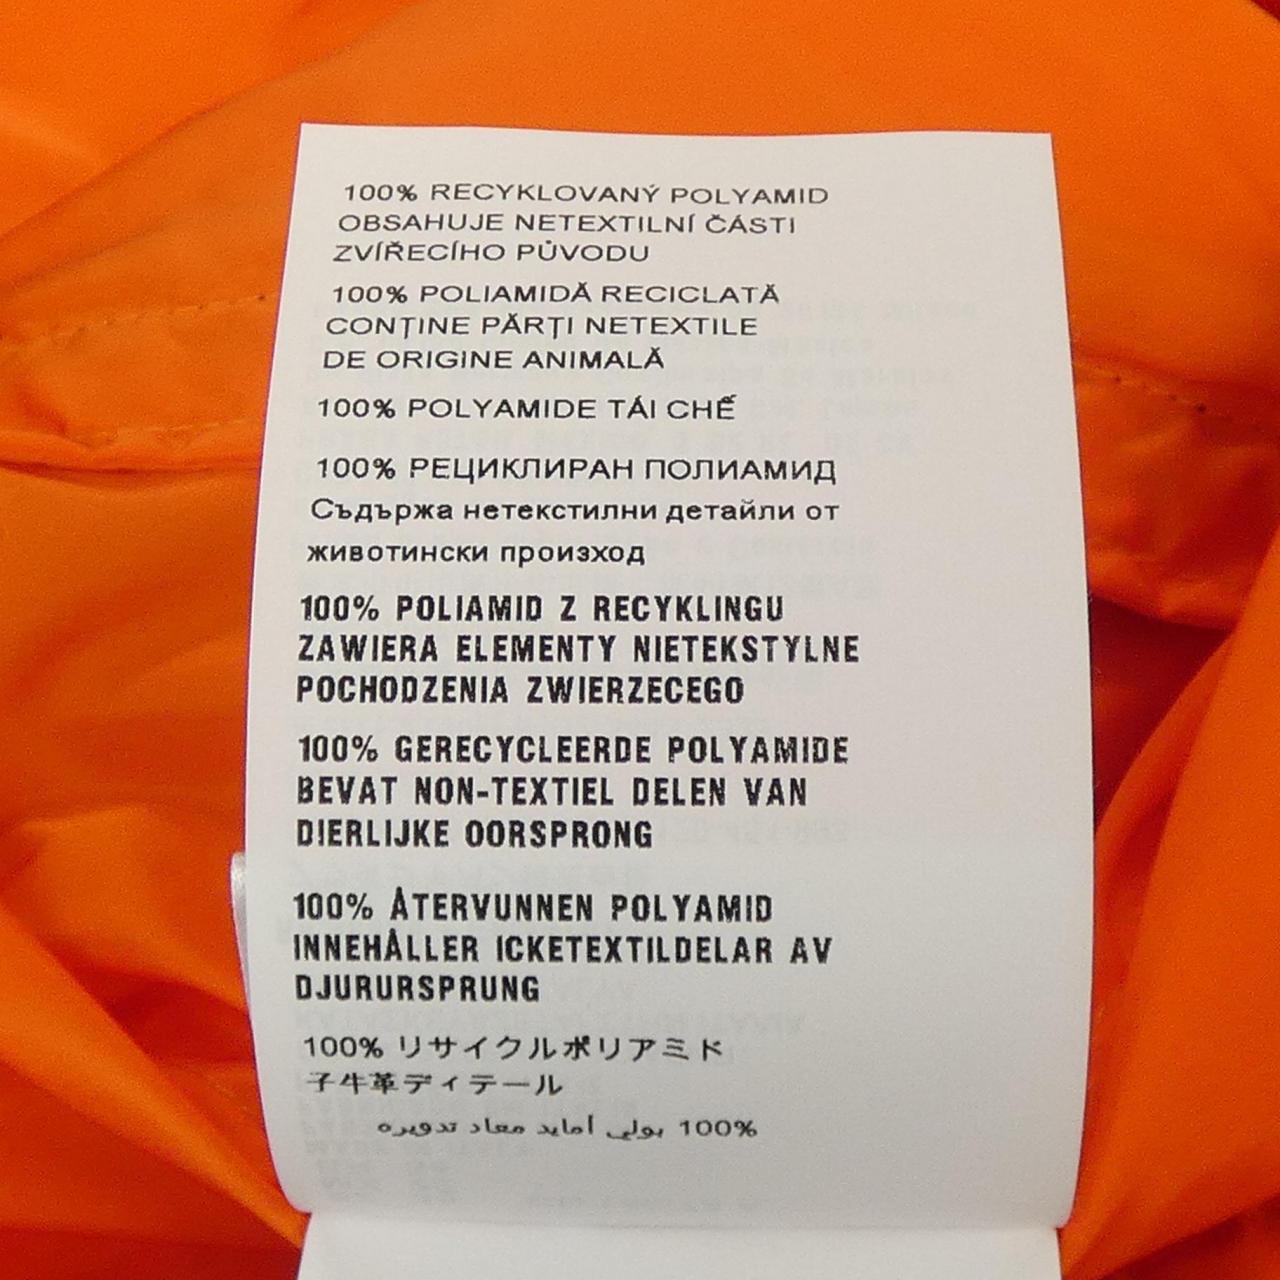 100% RECYKLOVANÝ POLYAMID
OBSAHUJE NETEXTILNÍ ČÁSTI
ZVÍŘECÍHO PŮVODU
100% POLIAMIDĂ RECICLATĂ
CONȚINE PĂRȚI NETEXTILE
DE ORIGINE ANIMALĂ
100% POLYAMIDE TÁI CHẾ
100% РЕЦИКЛИРАН ПОЛИАМИД
Съдържа нетекстилни детайли от
животински произход
100% POLIAMID Z RECYKLINGU
ZAWIERA ELEMENTY NIETEKSTYLNE
POCHODZENIA ZWIERZECEGO
100% GERECYCLEERDE POLYAMIDE
BEVAT NON-TEXTIEL DELEN VAN
DIERLIJKE OORSPRONG
100% ÅTERVUNNEN POLYAMID
INNEHÅLLER ICKETEXTILDELAR AV
DJURURSPRUNG
100% リサイクルポリアミド
子牛革ディテール
100% بولي أمايد معاد تدويره